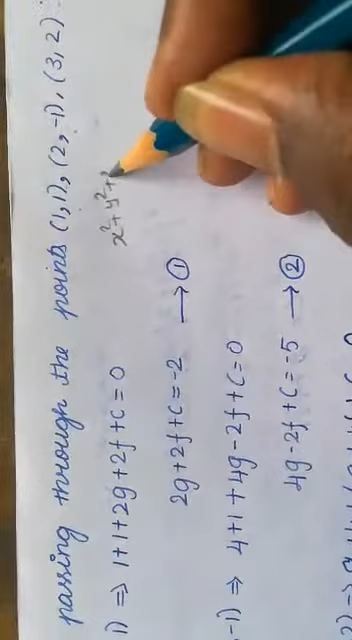 passing through the points (1, 1), (2, -1), (3, 2)
x²+y²+
1) ⇒ 1+1+2g+2f+c=0
2g+2f+c=-2 → ①
-1) ⇒ 4+1+4g-2f+c=0
4g-2f+c=-5 → ②